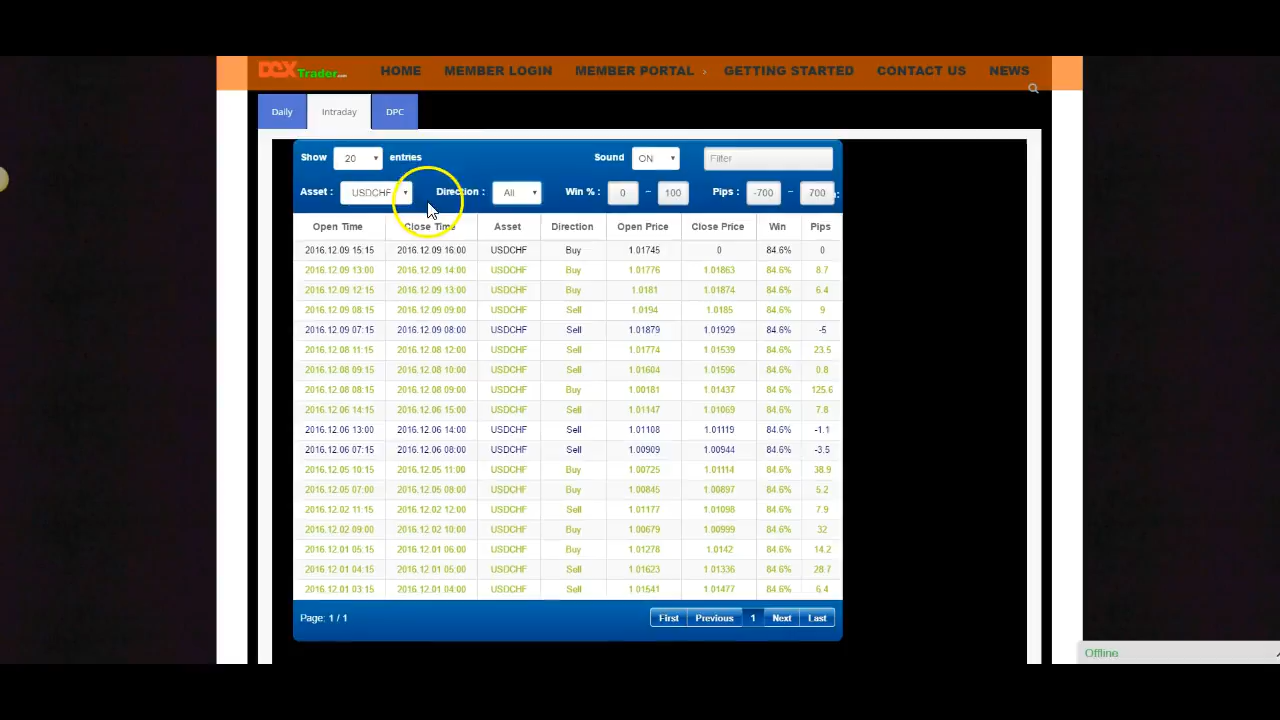 DEX Trader.com HOME MEMBER LOGIN MEMBER PORTAL › GETTING STARTED CONTACT US NEWS
Daily Intraday DPC
Show 20 entries Sound ON Filter
Asset : USDCHF Direction : All Win % : 0 – 100 Pips : -700 – 700
Open Time Close Time Asset Direction Open Price Close Price Win Pips
2016.12.09 15:15 2016.12.09 16:00 USDCHF Buy 1.01745 0 84.6% 0
2016.12.09 13:00 2016.12.09 14:00 USDCHF Buy 1.01776 1.01863 84.6% 8.7
2016.12.09 12:15 2016.12.09 13:00 USDCHF Buy 1.0181 1.01874 84.6% 6.4
2016.12.09 08:15 2016.12.09 09:00 USDCHF Sell 1.0194 1.0185 84.6% 9
2016.12.09 07:15 2016.12.09 08:00 USDCHF Sell 1.01879 1.01929 84.6% -5
2016.12.08 11:15 2016.12.08 12:00 USDCHF Sell 1.01774 1.01539 84.6% 23.5
2016.12.08 09:15 2016.12.08 10:00 USDCHF Sell 1.01604 1.01596 84.6% 0.8
2016.12.08 08:15 2016.12.08 09:00 USDCHF Buy 1.00181 1.01437 84.6% 125.6
2016.12.06 14:15 2016.12.06 15:00 USDCHF Sell 1.01147 1.01069 84.6% 7.8
2016.12.06 13:00 2016.12.06 14:00 USDCHF Sell 1.01108 1.01119 84.6% -1.1
2016.12.06 07:15 2016.12.06 08:00 USDCHF Sell 1.00909 1.00944 84.6% -3.5
2016.12.05 10:15 2016.12.05 11:00 USDCHF Buy 1.00725 1.01114 84.6% 38.9
2016.12.05 07:00 2016.12.05 08:00 USDCHF Buy 1.00845 1.00897 84.6% 5.2
2016.12.02 11:15 2016.12.02 12:00 USDCHF Sell 1.01177 1.01098 84.6% 7.9
2016.12.02 09:00 2016.12.02 10:00 USDCHF Buy 1.00679 1.00999 84.6% 32
2016.12.01 05:15 2016.12.01 06:00 USDCHF Buy 1.01278 1.0142 84.6% 14.2
2016.12.01 04:15 2016.12.01 05:00 USDCHF Sell 1.01623 1.01336 84.6% 28.7
2016.12.01 03:15 2016.12.01 04:00 USDCHF Sell 1.01541 1.01477 84.6% 6.4
Page: 1 / 1 First Previous 1 Next Last
Offline